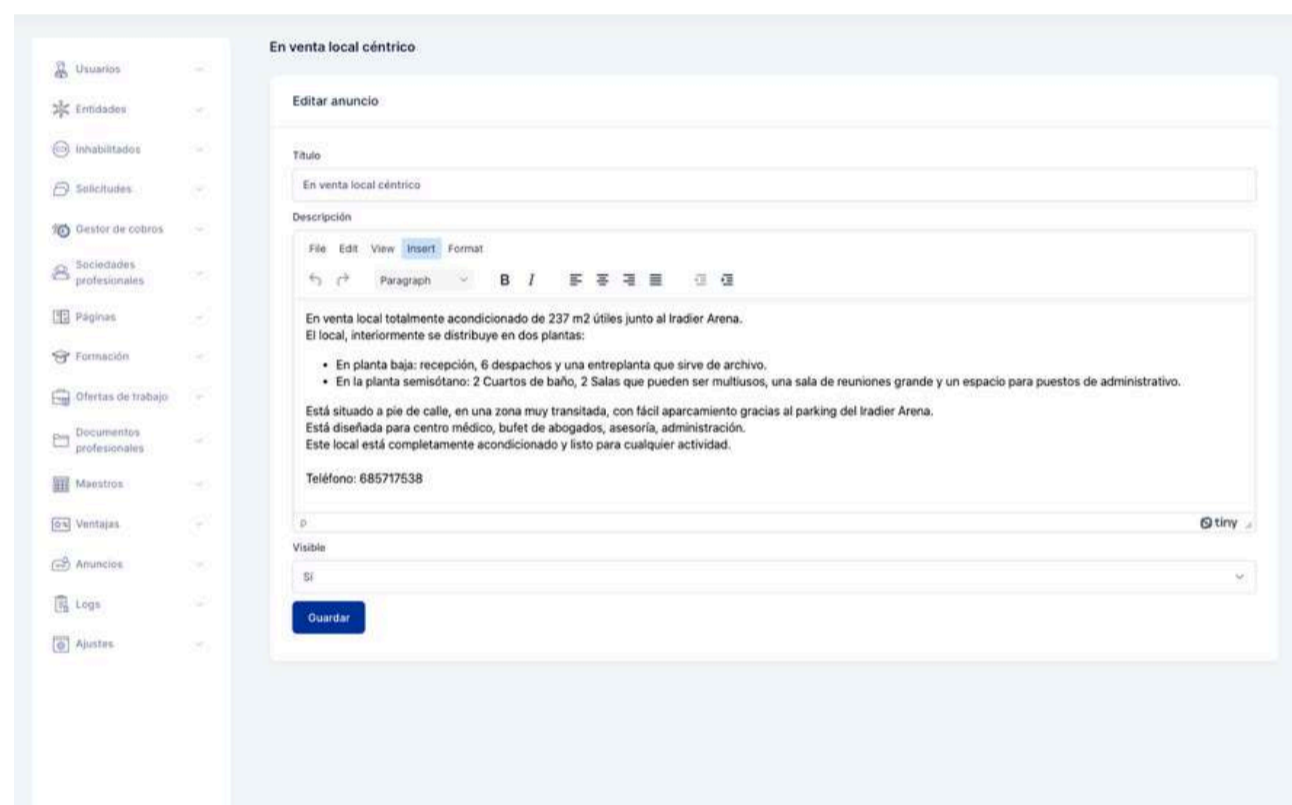 En venta local céntrico
Usuarios
Entidades
Inhabilitados
Solicitudes
Gestor de cobros
Sociedades
profesionales
Páginas
Formación
Ofertas de trabajo
Documentos
profesionales
Maestros
Ventajas
Anuncios
Logs
Ajustes
Editar anuncio
Título
En venta local céntrico
Descripción
File Edit View Insert Format
Paragraph B I
En venta local totalmente acondicionado de 237 m2 útiles junto al Iradier Arena.
El local, interiormente se distribuye en dos plantas:
• En planta baja: recepción, 6 despachos y una entreplanta que sirve de archivo.
• En la planta semisótano: 2 Cuartos de baño, 2 Salas que pueden ser multiusos, una sala de reuniones grande y un espacio para puestos de administrativo.
Está situado a pie de calle, en una zona muy transitada, con fácil aparcamiento gracias al parking del Iradier Arena.
Está diseñada para centro médico, bufet de abogados, asesoría, administración.
Este local está completamente acondicionado y listo para cualquier actividad.
Teléfono: 685717538
p tiny
Visible
Sí
Guardar